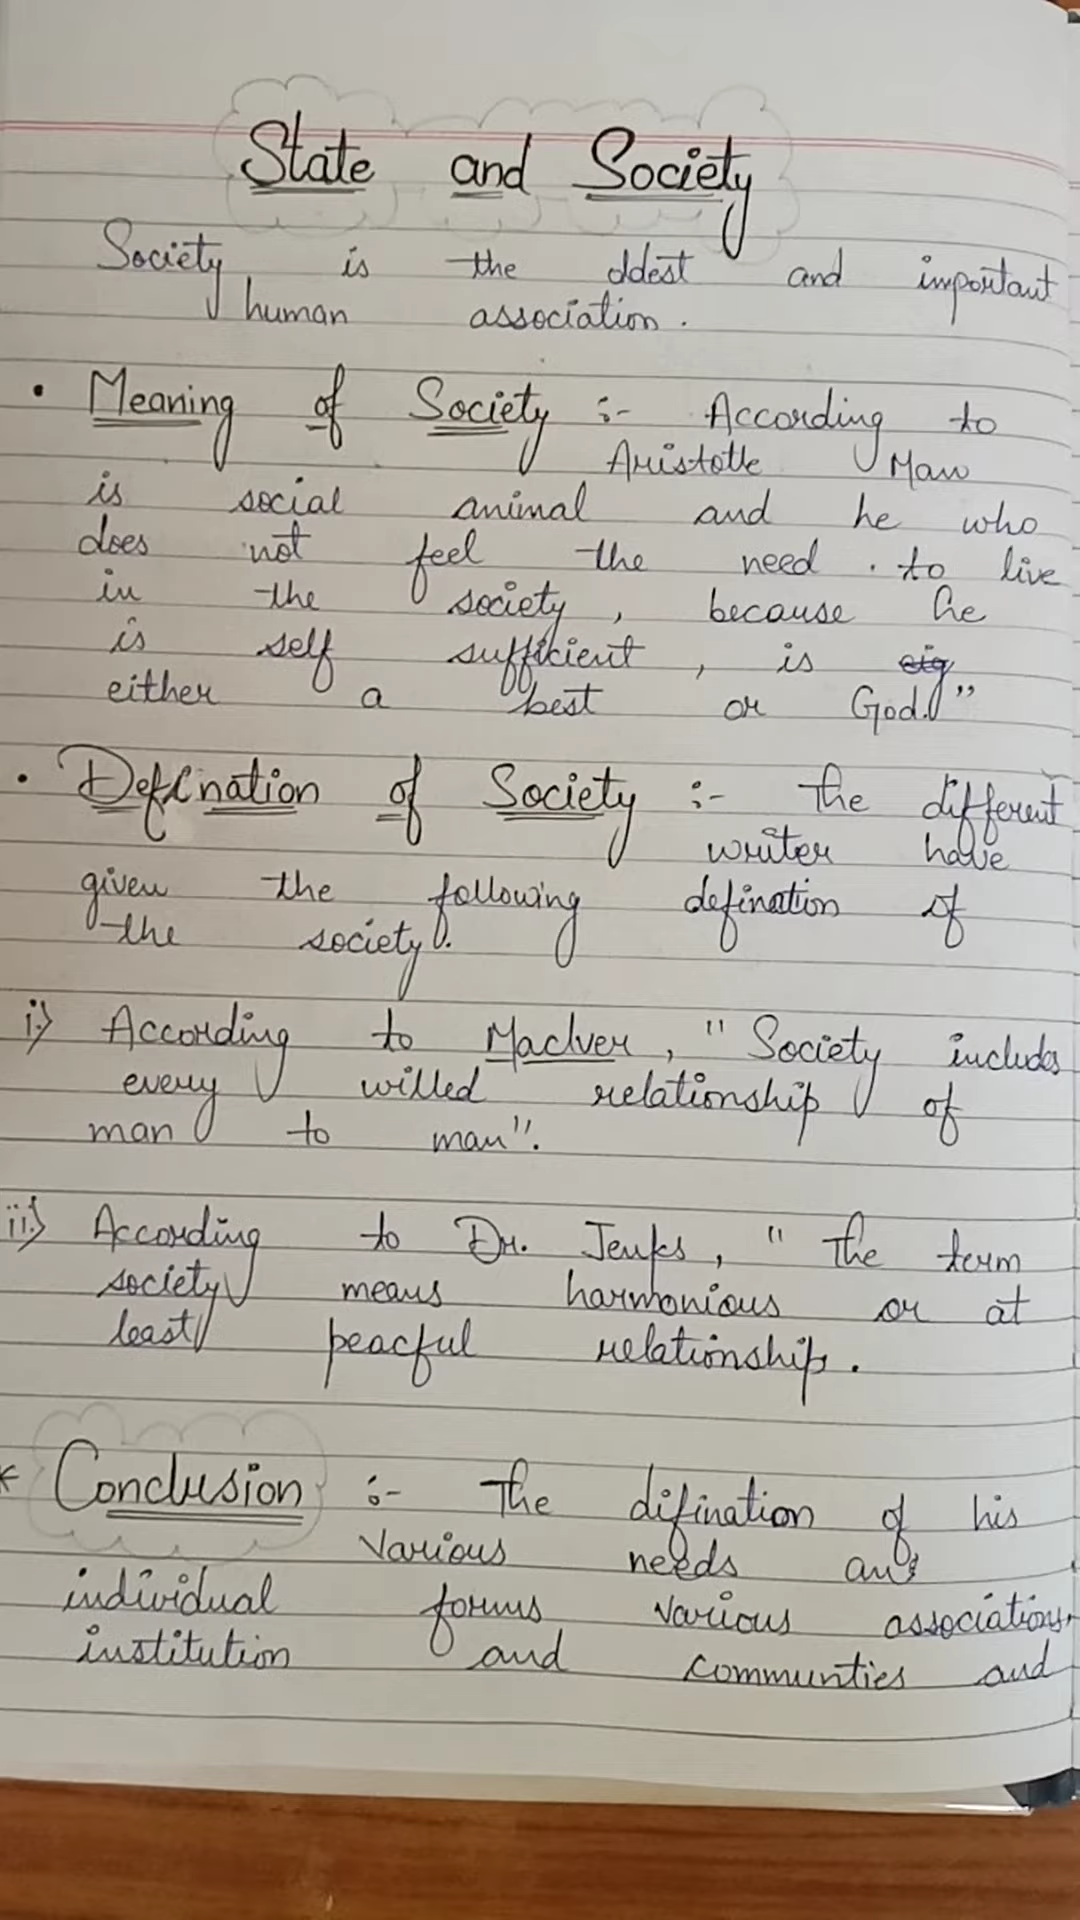 State and Society
Society is the oldest and important
human association.
• Meaning of Society :- According to
Aristotle Man
is social animal and he who
does not feel the need to live
in the society, because he
is self sufficient, is eig
either a best or God."
• Defination of Society :- the different
writer have
given the following defination of
the society.
i) According to MacIver, "Society includes
every willed relationship of
man to man".
ii) According to Dr. Jenks, "the term
society means harmonious or at
least peacful relationship.
* Conclusion :- The difination of his
various needs and
individual forms various associations,
institution and communties and